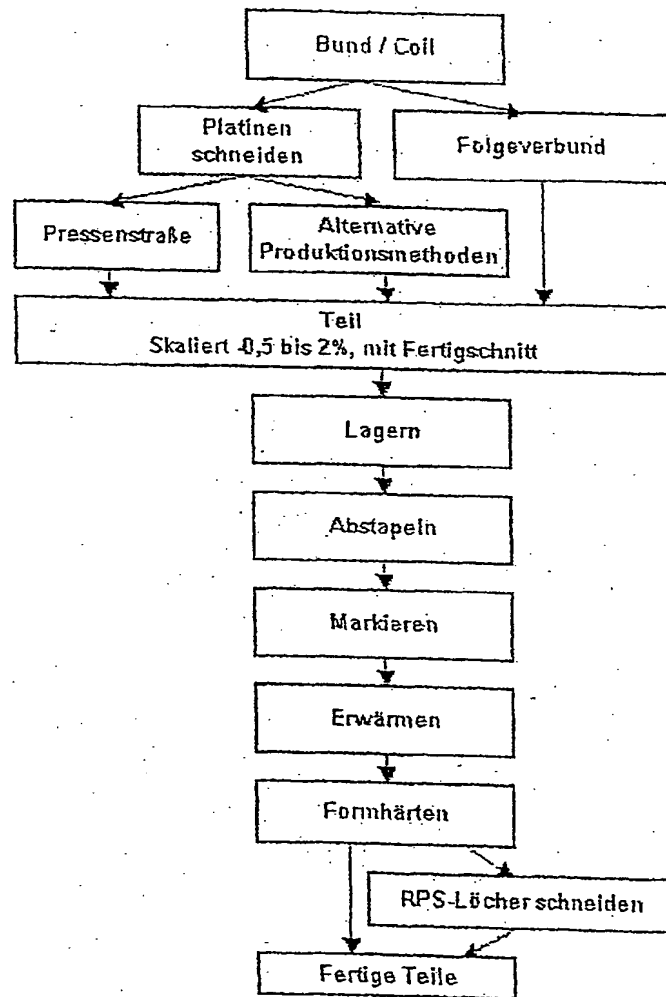 Bund / Coil
Platinen
schneiden
Folgeverbund
Pressenstraße
Alternative
Produktionsmethoden
Teil
Skaliert -0,5 bis 2%, mit Fertigschnitt
Lagern
Abstapeln
Markieren
Erwärmen
Formhärten
RPS-Löcher schneiden
Fertige Teile